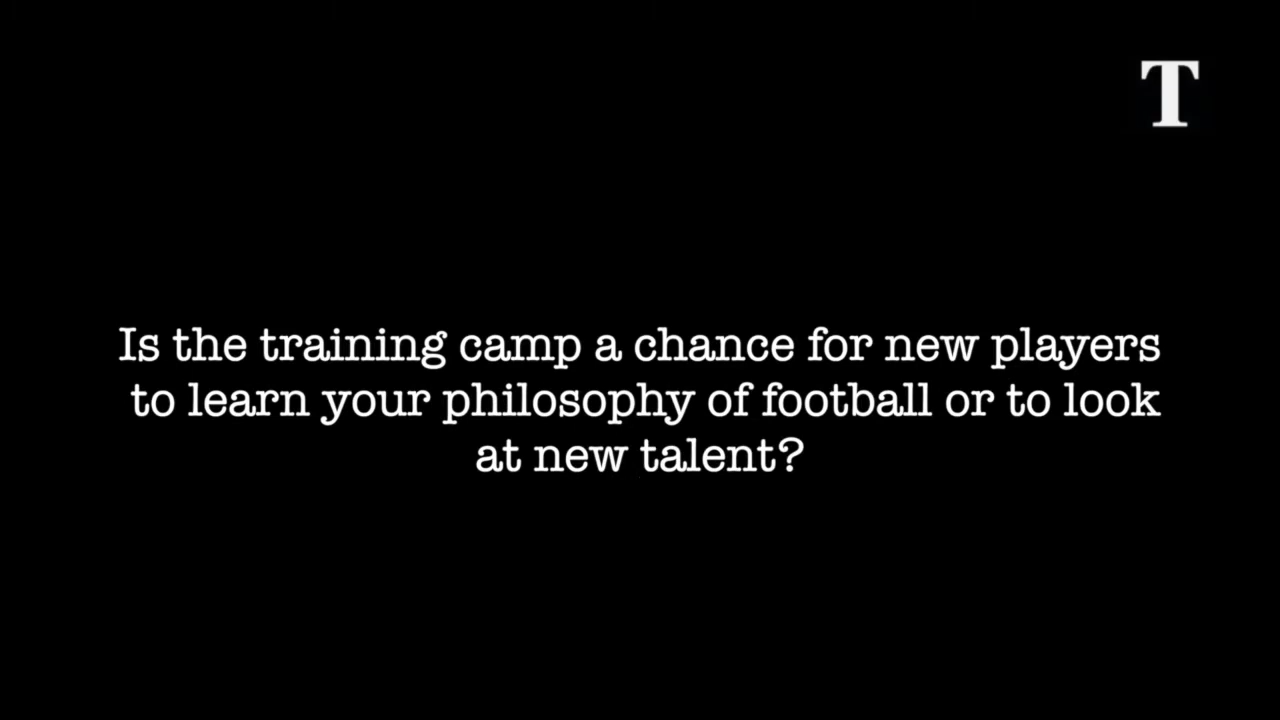 T
Is the training camp a chance for new players
to learn your philosophy of football or to look
at new talent?